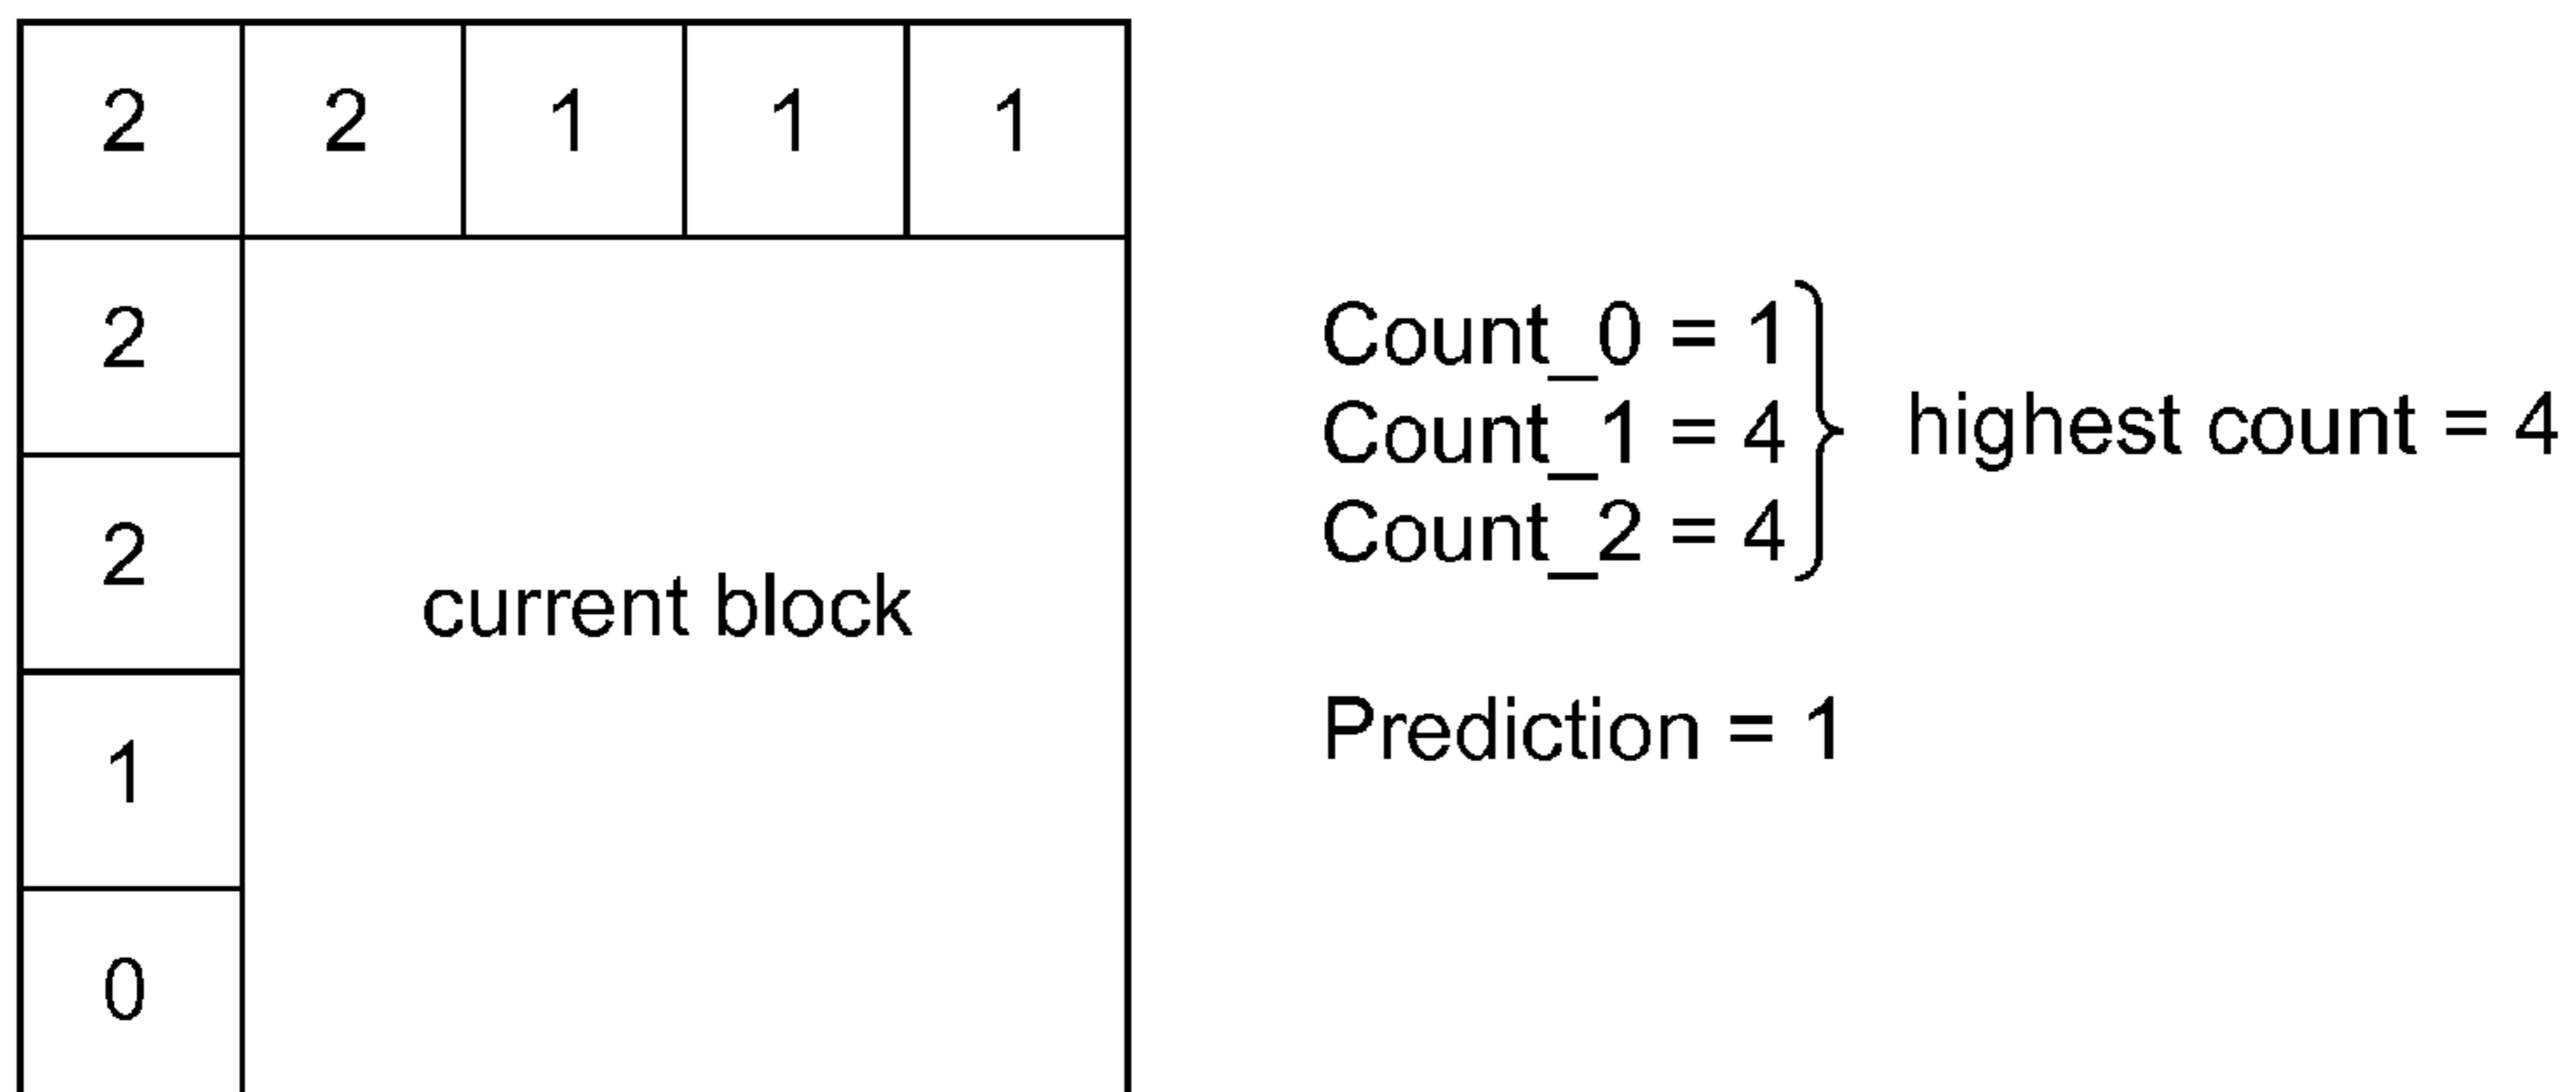 2 2 1 1 1
2
2
1
0
current block
Count_0 = 1
Count_1 = 4
Count_2 = 4
highest count = 4
Prediction = 1